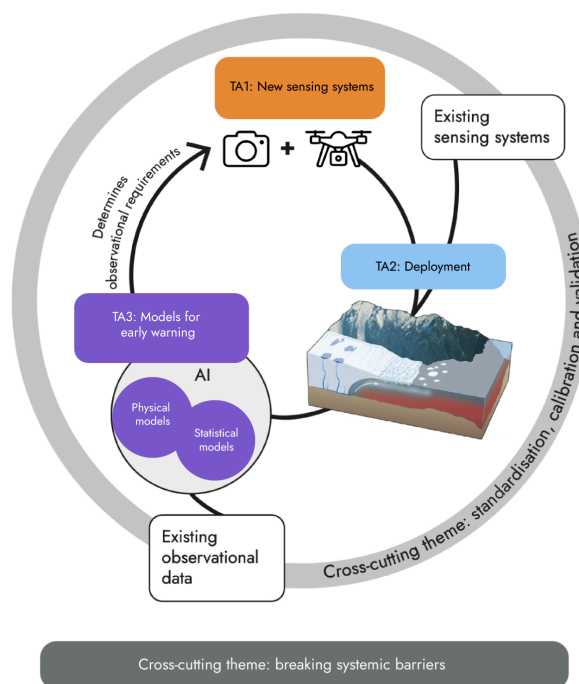 TA1: New sensing systems
Existing
sensing systems
+
Determines
observational requirements
TA2: Deployment
TA3: Models for
early warning
AI
Physical
models
Statistical
models
Existing
observational
data
Cross-cutting theme: standardisation, calibration and validation
Cross-cutting theme: breaking systemic barriers